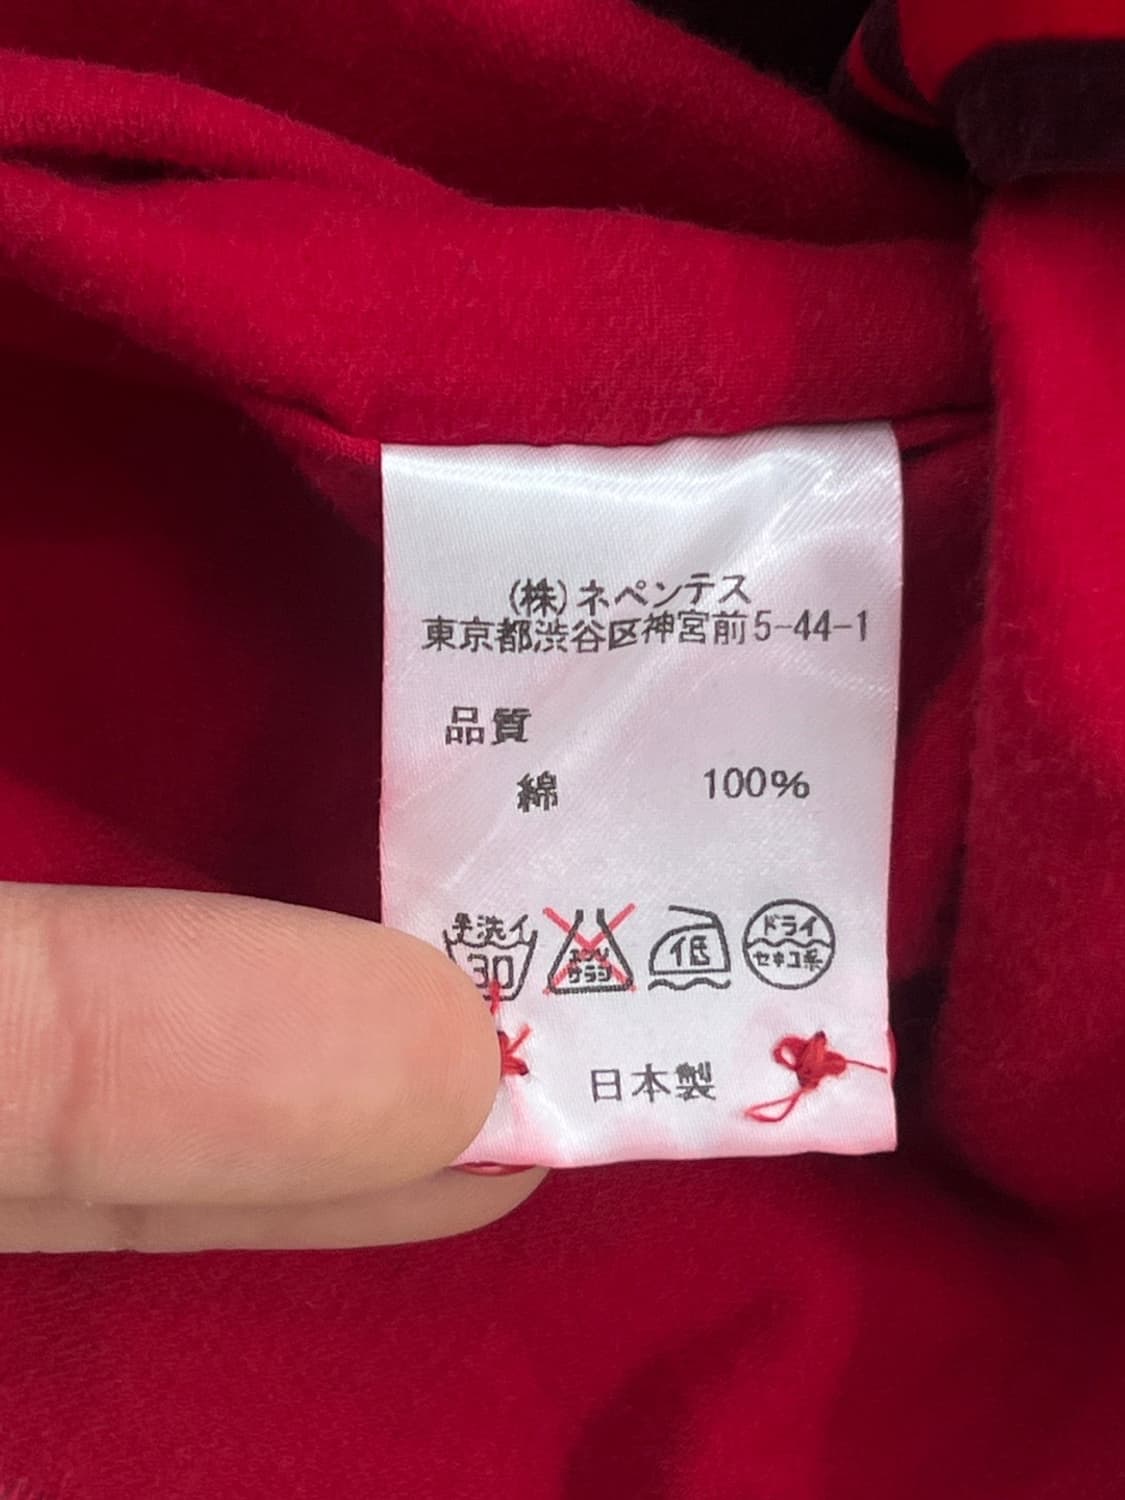 (株)ネペンテス
東京都渋谷区神宮前5-44-1
品質
綿 100%
手洗イ 30
エンソ サラシ
低
ドライ セキユ系
日本製